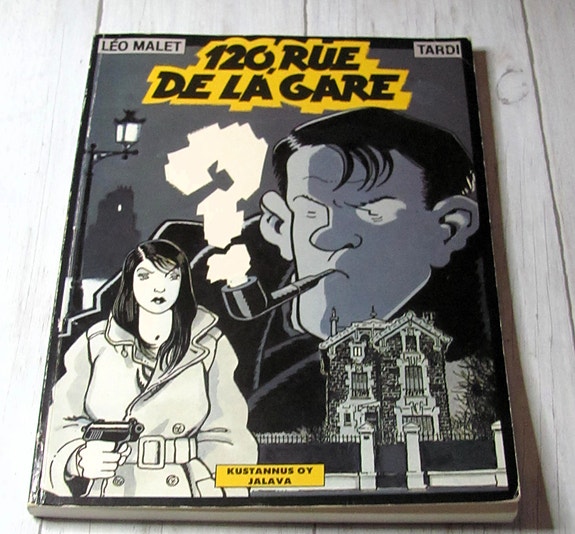 LÉO MALET
TARDI
120, RUE
DE LA GARE
?
KUSTANNUS OY
JALAVA